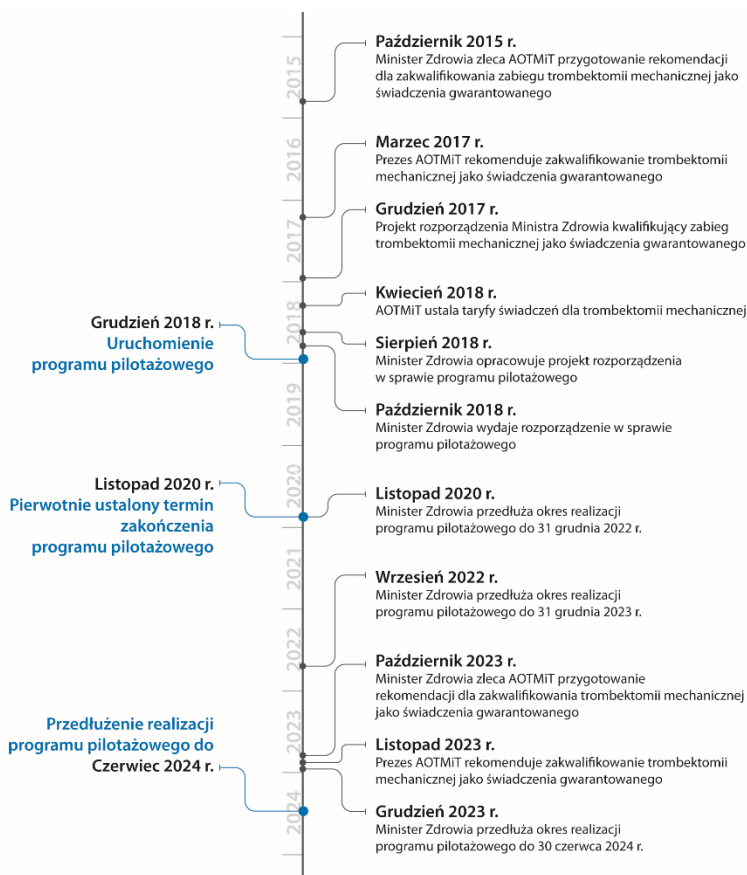 Październik 2015 r.
Minister Zdrowia zleca AOTMiT przygotowanie rekomendacji
dla zakwalifikowania zabiegu trombektomii mechanicznej jako
świadczenia gwarantowanego
2015
2016
Marzec 2017 r.
Prezes AOTMiT rekomenduje zakwalifikowanie trombektomii
mechanicznej jako świadczenia gwarantowanego
2017
Grudzień 2017 r.
Projekt rozporządzenia Ministra Zdrowia kwalifikujący zabieg
trombektomii mechanicznej jako świadczenia gwarantowanego
2018
Kwiecień 2018 r.
AOTMiT ustala taryfy świadczeń dla trombektomii mechanicznej
Grudzień 2018 r.
Uruchomienie
programu pilotażowego
Sierpień 2018 r.
Minister Zdrowia opracowuje projekt rozporządzenia
w sprawie programu pilotażowego
2019
Październik 2018 r.
Minister Zdrowia wydaje rozporządzenie w sprawie
programu pilotażowego
2020
Listopad 2020 r.
Pierwotnie ustalony termin
zakończenia
programu pilotażowego
Listopad 2020 r.
Minister Zdrowia przedłuża okres realizacji
programu pilotażowego do 31 grudnia 2022 r.
2021
Wrzesień 2022 r.
Minister Zdrowia przedłuża okres realizacji
programu pilotażowego do 31 grudnia 2023 r.
2022
Październik 2023 r.
Minister Zdrowia zleca AOTMiT przygotowanie
rekomendacji dla zakwalifikowania trombektomii mechanicznej
jako świadczenia gwarantowanego
2023
Przedłużenie realizacji
programu pilotażowego do
Czerwiec 2024 r.
Listopad 2023 r.
Prezes AOTMiT rekomenduje zakwalifikowanie trombektomii
mechanicznej jako świadczenia gwarantowanego
2024
Grudzień 2023 r.
Minister Zdrowia przedłuża okres realizacji
programu pilotażowego do 30 czerwca 2024 r.